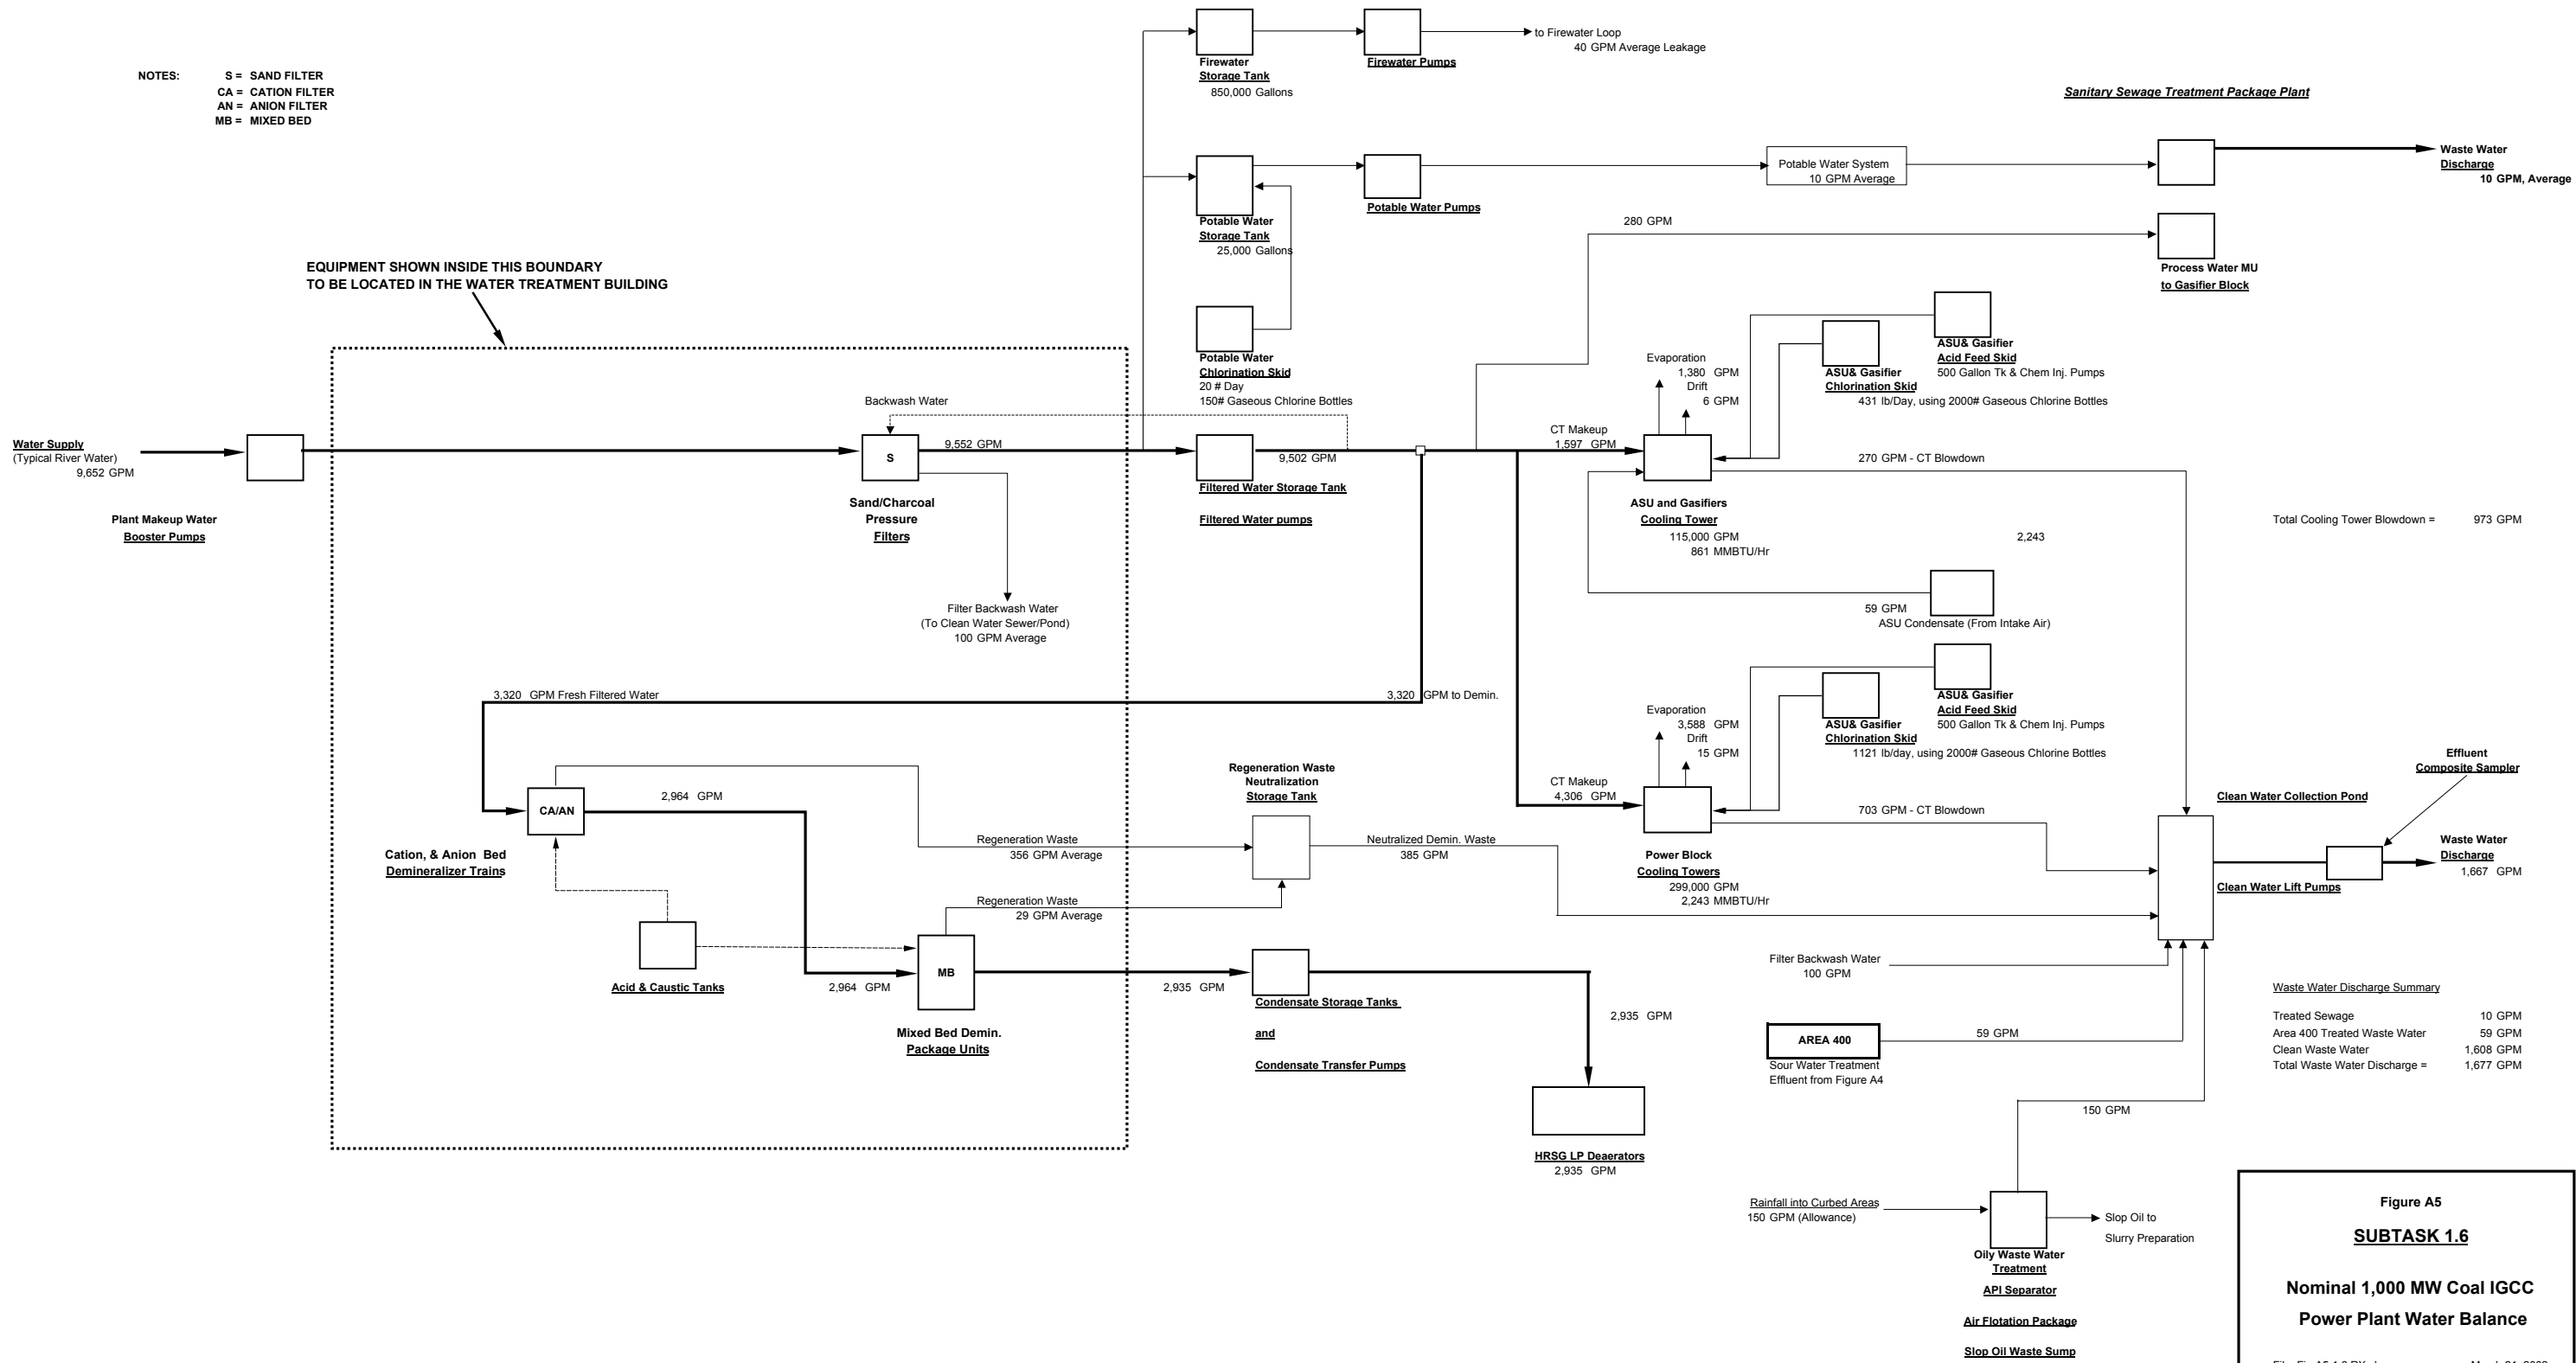 NOTES:
S = SAND FILTER
CA = CATION FILTER
AN = ANION FILTER
MB = MIXED BED
Firewater
Storage Tank
850,000 Gallons
Firewater Pumps
to Firewater Loop
40 GPM Average Leakage
Sanitary Sewage Treatment Package Plant
Potable Water
Storage Tank
25,000 Gallons
Potable Water Pumps
Potable Water System
10 GPM Average
Waste Water
Discharge
10 GPM, Average
280 GPM
Process Water MU
to Gasifier Block
EQUIPMENT SHOWN INSIDE THIS BOUNDARY
TO BE LOCATED IN THE WATER TREATMENT BUILDING
Potable Water
Chlorination Skid
20 # Day
150# Gaseous Chlorine Bottles
Water Supply
(Typical River Water)
9,652 GPM
Plant Makeup Water
Booster Pumps
Backwash Water
S
9,552 GPM
Sand/Charcoal
Pressure
Filters
Filter Backwash Water
(To Clean Water Sewer/Pond)
100 GPM Average
9,502 GPM
Filtered Water Storage Tank
Filtered Water pumps
Evaporation
1,380 GPM
Drift
6 GPM
CT Makeup
1,597 GPM
ASU& Gasifier
Acid Feed Skid
500 Gallon Tk & Chem Inj. Pumps
ASU& Gasifier
Chlorination Skid
431 lb/Day, using 2000# Gaseous Chlorine Bottles
270 GPM - CT Blowdown
ASU and Gasifiers
Cooling Tower
115,000 GPM
861 MMBTU/Hr
2,243
Total Cooling Tower Blowdown = 973 GPM
59 GPM
ASU Condensate (From Intake Air)
3,320 GPM Fresh Filtered Water
3,320 GPM to Demin.
Evaporation
3,588 GPM
Drift
15 GPM
CT Makeup
4,306 GPM
ASU& Gasifier
Acid Feed Skid
500 Gallon Tk & Chem Inj. Pumps
ASU& Gasifier
Chlorination Skid
1121 lb/day, using 2000# Gaseous Chlorine Bottles
703 GPM - CT Blowdown
Power Block
Cooling Towers
299,000 GPM
2,243 MMBTU/Hr
Effluent
Composite Sampler
Clean Water Collection Pond
Waste Water
Discharge
1,667 GPM
Clean Water Lift Pumps
CA/AN
2,964 GPM
Cation, & Anion Bed
Demineralizer Trains
Regeneration Waste
Neutralization
Storage Tank
Regeneration Waste
356 GPM Average
Neutralized Demin. Waste
385 GPM
Regeneration Waste
29 GPM Average
Acid & Caustic Tanks
2,964 GPM
MB
Mixed Bed Demin.
Package Units
2,935 GPM
Condensate Storage Tanks
and
Condensate Transfer Pumps
2,935 GPM
HRSG LP Deaerators
2,935 GPM
Filter Backwash Water
100 GPM
AREA 400
59 GPM
Sour Water Treatment
Effluent from Figure A4
150 GPM
Waste Water Discharge Summary
Treated Sewage 10 GPM
Area 400 Treated Waste Water 59 GPM
Clean Waste Water 1,608 GPM
Total Waste Water Discharge = 1,677 GPM
Rainfall into Curbed Areas
150 GPM (Allowance)
Slop Oil to
Slurry Preparation
Oily Waste Water
Treatment
API Separator
Air Flotation Package
Slop Oil Waste Sump
Figure A5
SUBTASK 1.6
Nominal 1,000 MW Coal IGCC
Power Plant Water Balance